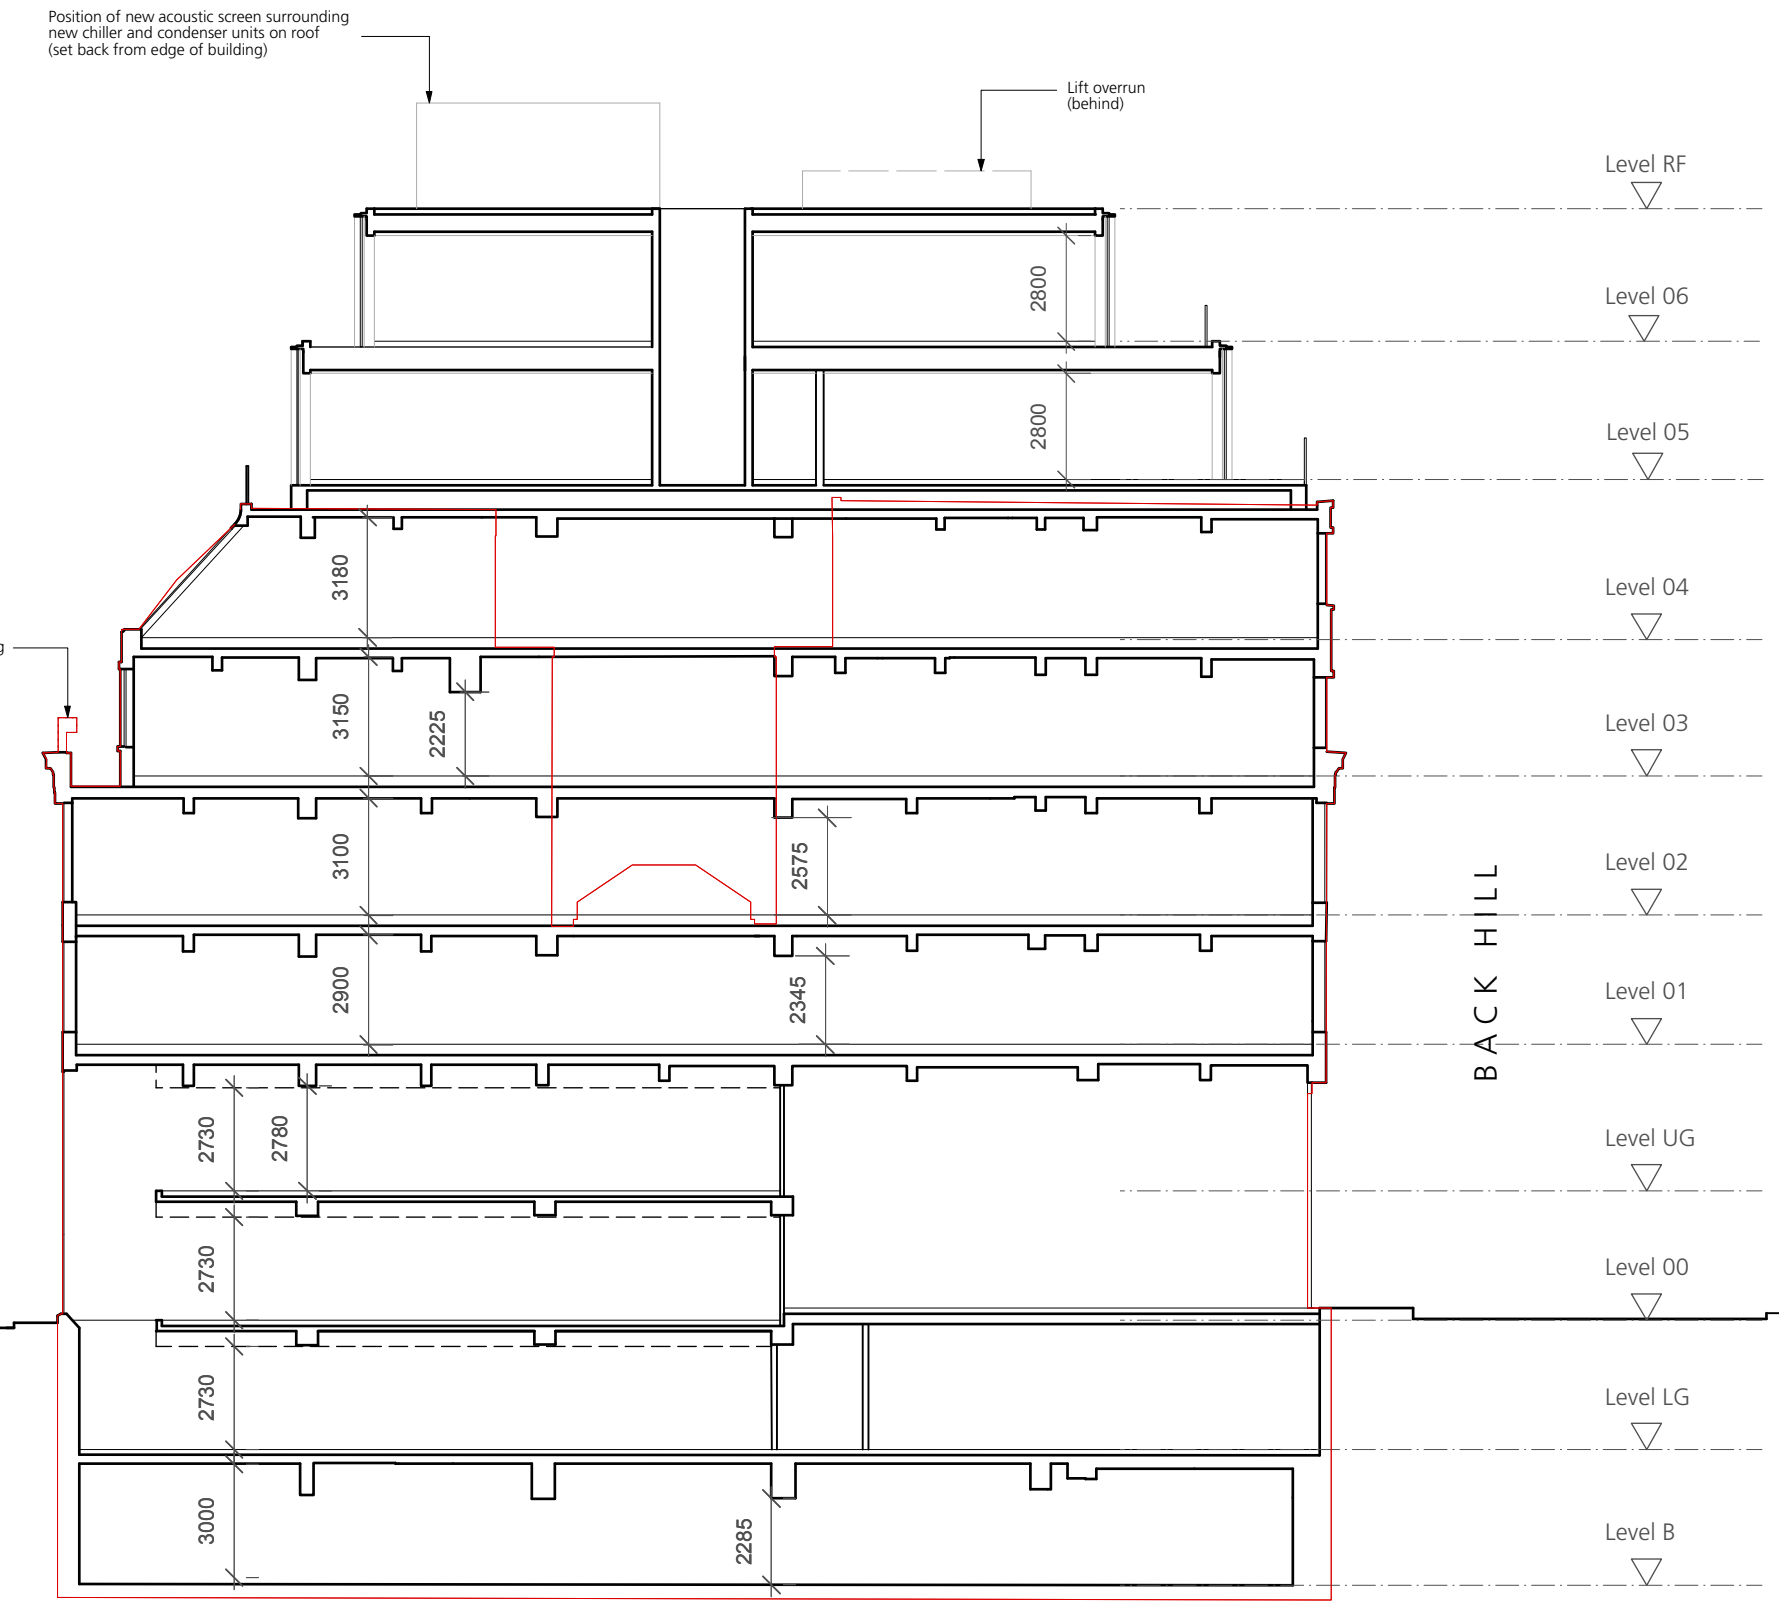 Position of new acoustic screen surrounding
new chiller and condenser units on roof
(set back from edge of building)
Lift overrun
(behind)
Level RF
2800
Level 06
2800
Level 05
3180
Level 04
g
3150
2225
Level 03
3100
2575
Level 02
BACK HILL
2900
2345
Level 01
2730
2780
Level UG
2730
Level 00
2730
Level LG
3000
2285
Level B